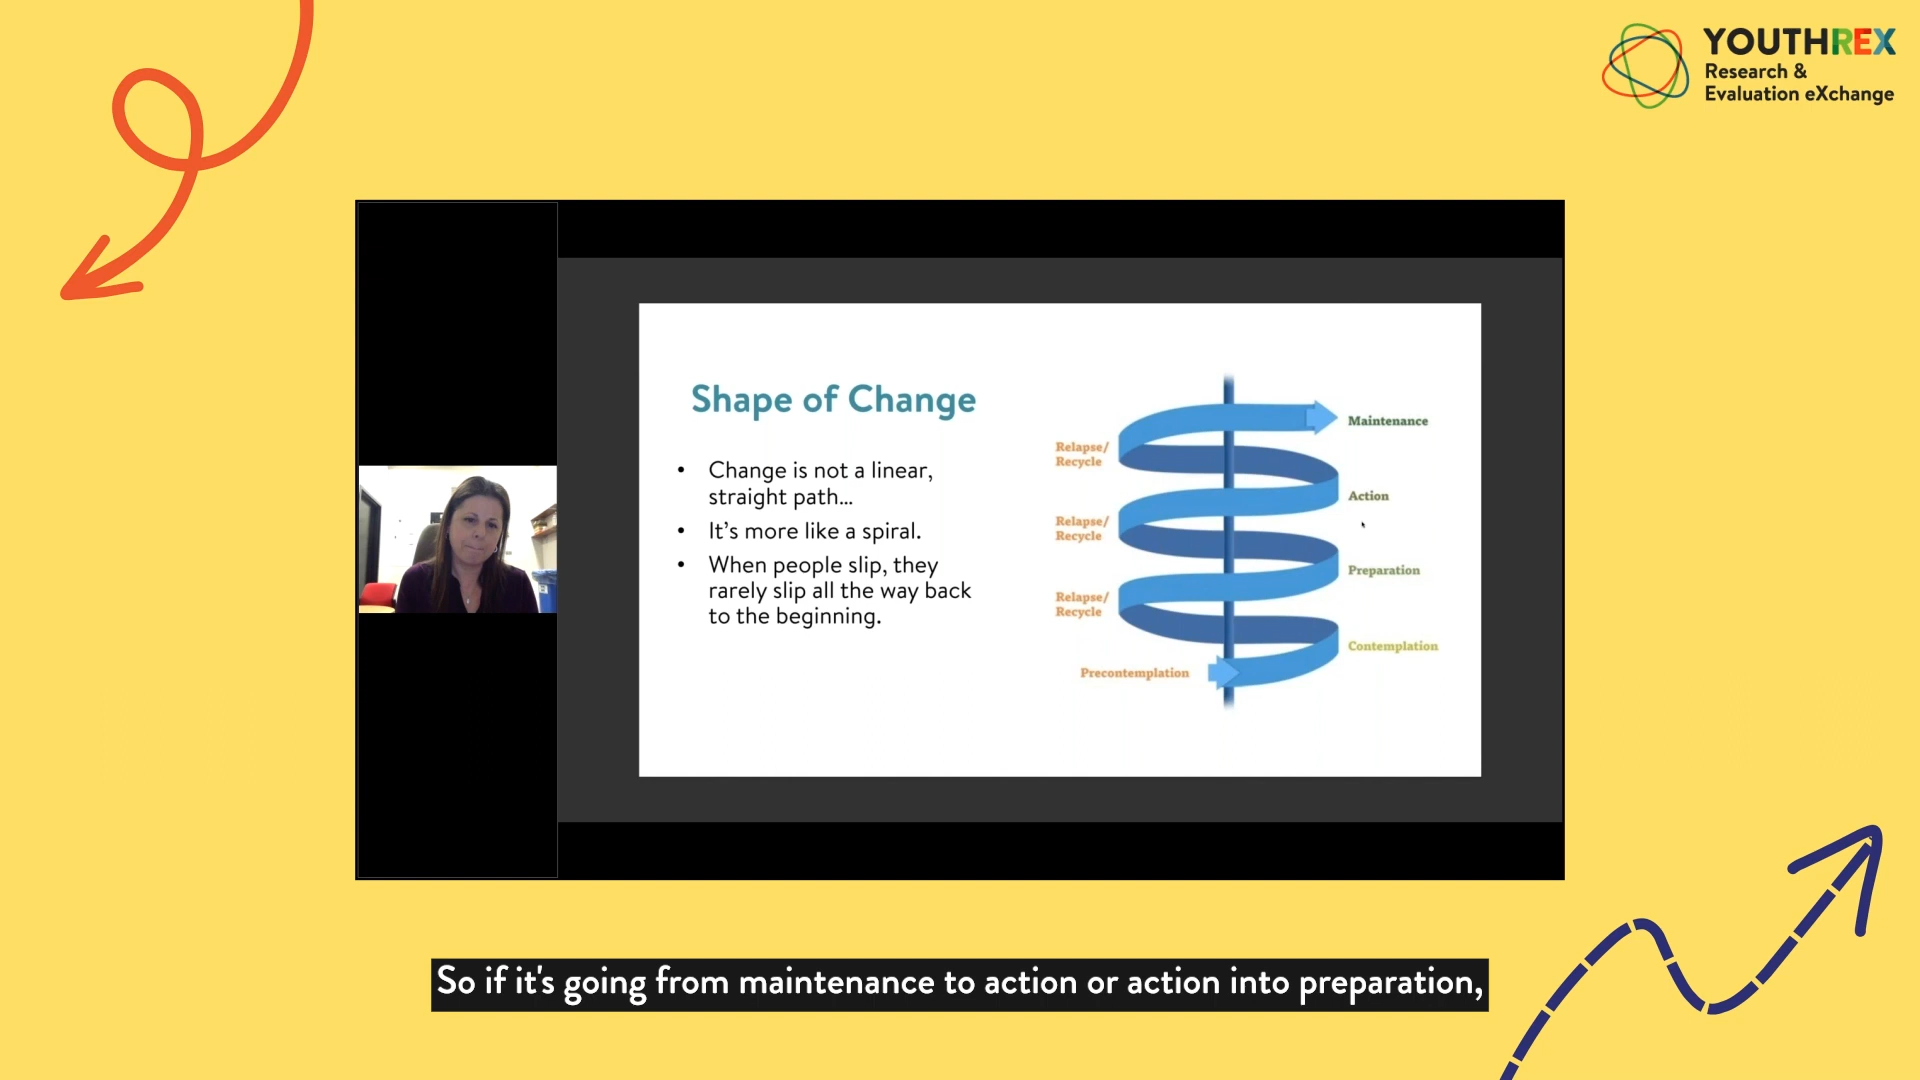 YOUTHREX
Research &
Evaluation eXchange
Shape of Change
• Change is not a linear,
straight path...
• It's more like a spiral.
• When people slip, they
rarely slip all the way back
to the beginning.
Maintenance
Relapse/
Recycle
Action
Relapse/
Recycle
Preparation
Relapse/
Recycle
Contemplation
Precontemplation
So if it's going from maintenance to action or action into preparation,